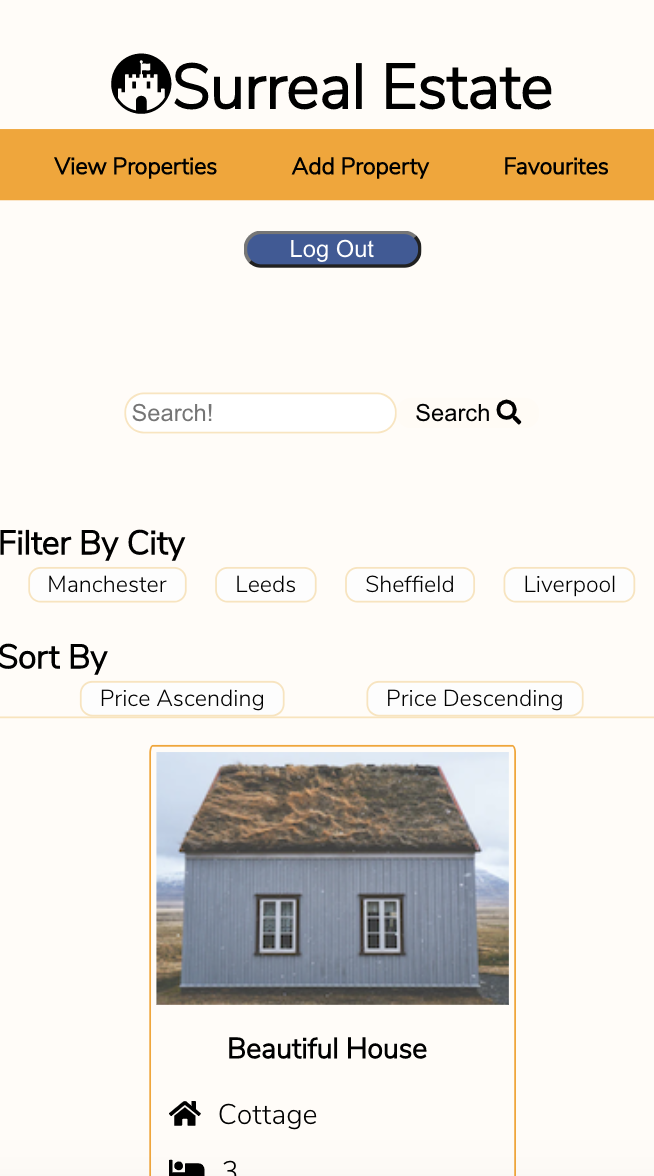 Surreal Estate
View Properties Add Property Favourites
Log Out
Search! Search
Filter By City
Manchester Leeds Sheffield Liverpool
Sort By
Price Ascending Price Descending
Beautiful House
Cottage
3